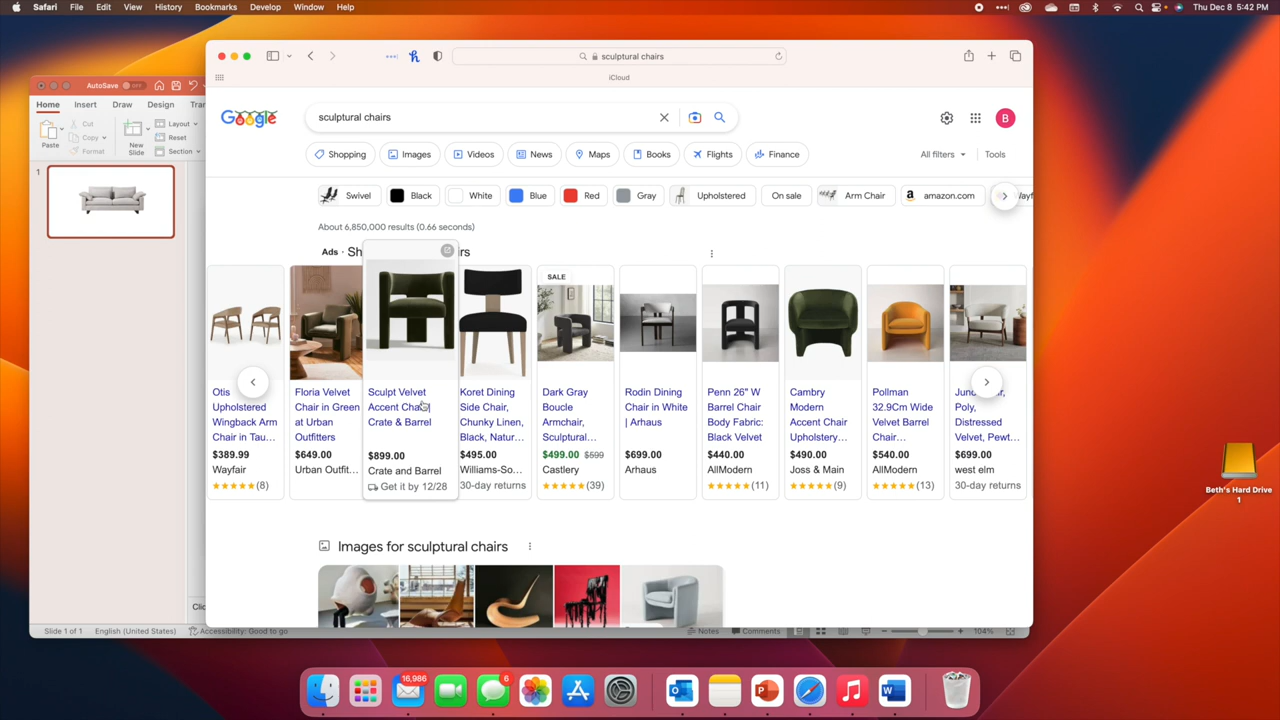 Safari File Edit View History Bookmarks Develop Window Help
Thu Dec 8 5:42 PM
AutoSave OFF
Home Insert Draw Design
Paste
Cut
Copy
Format
New
Slide
Layout
Reset
Section
1
sculptural chairs
iCloud
Google
sculptural chairs
B
Shopping Images Videos News Maps Books Flights Finance
All filters Tools
Swivel Black White Blue Red Gray Upholstered On sale Arm Chair amazon.com
About 6,850,000 results (0.66 seconds)
Ads ·
SALE
Otis
Upholstered
Wingback Arm
Chair in Tau...
$389.99
Wayfair
(8)
Floria Velvet
Chair in Green
at Urban
Outfitters
$649.00
Urban Outfit...
Sculpt Velvet
Accent Chair|
Crate & Barrel
$899.00
Crate and Barrel
Get it by 12/28
Koret Dining
Side Chair,
Chunky Linen,
Black, Natur...
$495.00
Williams-So...
30-day returns
Dark Gray
Boucle
Armchair,
Sculptural...
$499.00 $599
Castlery
(39)
Rodin Dining
Chair in White
| Arhaus
$699.00
Arhaus
Penn 26" W
Barrel Chair
Body Fabric:
Black Velvet
$440.00
AllModern
(11)
Cambry
Modern
Accent Chair
Upholstery...
$490.00
Joss & Main
(9)
Pollman
32.9Cm Wide
Velvet Barrel
Chair...
$540.00
AllModern
(13)
Poly,
Distressed
Velvet, Pewt...
$699.00
west elm
30-day returns
Images for sculptural chairs
Beth's Hard Drive
1
Slide 1 of 1 English (United States) Accessibility: Good to go
Notes Comments 104%
16,986
6